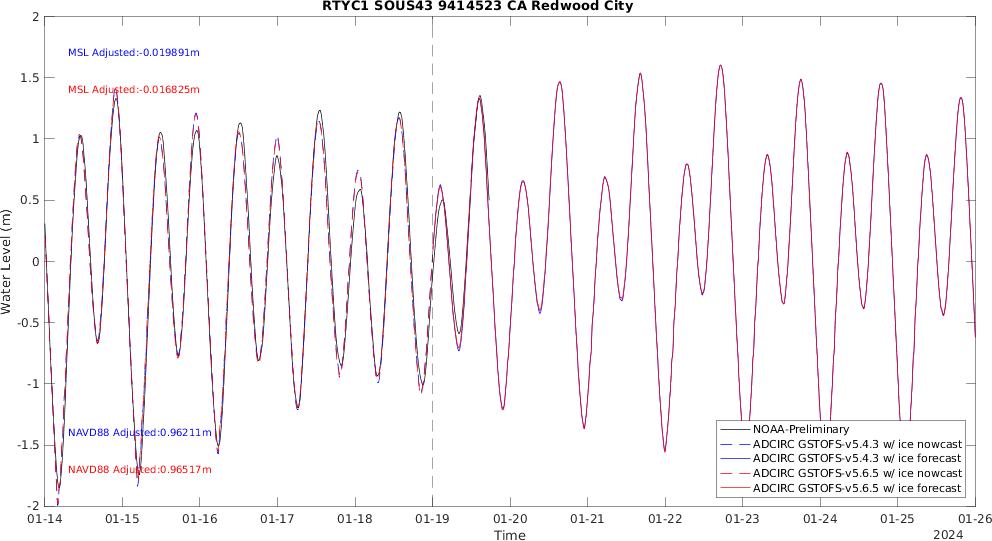 RTYC1 SOUS43 9414523 CA Redwood City
MSL Adjusted:-0.019891m
MSL Adjusted:-0.016825m
NAVD88 Adjusted:0.96211m
NAVD88 Adjusted:0.96517m
Water Level (m)
2
1.5
1
0.5
0
-0.5
-1
-1.5
-2
NOAA-Preliminary
ADCIRC GSTOFS-v5.4.3 w/ ice nowcast
ADCIRC GSTOFS-v5.4.3 w/ ice forecast
ADCIRC GSTOFS-v5.6.5 w/ ice nowcast
ADCIRC GSTOFS-v5.6.5 w/ ice forecast
01-14 01-15 01-16 01-17 01-18 01-19 01-20 01-21 01-22 01-23 01-24 01-25 01-26
Time
2024